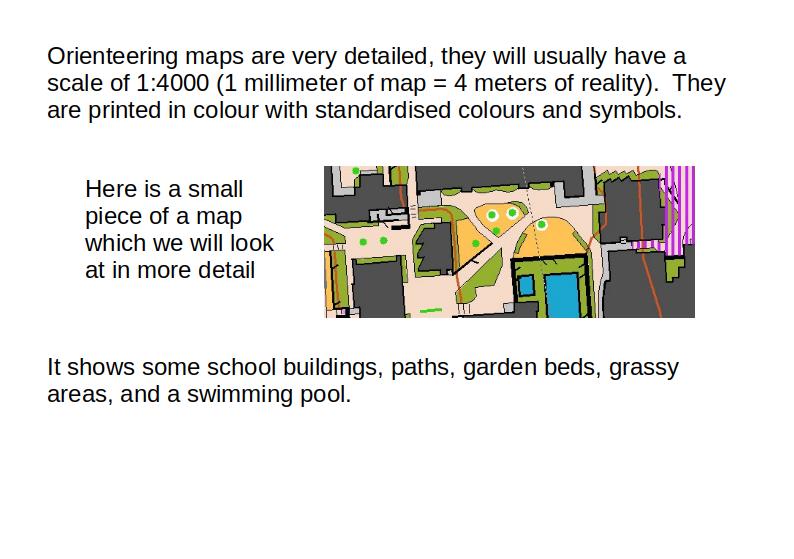 Orienteering maps are very detailed, they will usually have a
scale of 1:4000 (1 millimeter of map = 4 meters of reality).  They
are printed in colour with standardised colours and symbols.
Here is a small
piece of a map
which we will look
at in more detail
It shows some school buildings, paths, garden beds, grassy
areas, and a swimming pool.